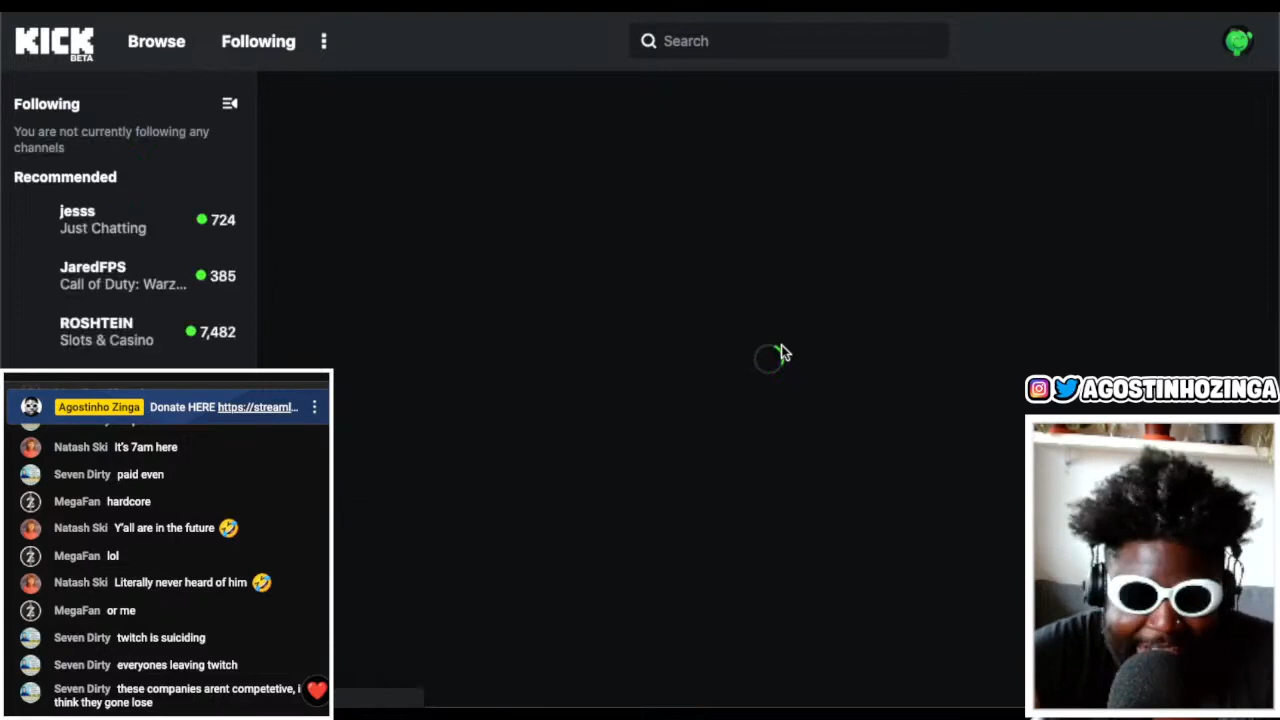 KICK
BETA
Browse
Following
Search
Following
You are not currently following any
channels
Recommended
jesss
Just Chatting
724
JaredFPS
Call of Duty: Warz...
385
ROSHTEIN
Slots & Casino
7,482
Agostinho Zinga Donate HERE https://streaml...
Natash Ski It's 7am here
Seven Dirty paid even
MegaFan hardcore
Natash Ski Y'all are in the future 🤣
MegaFan lol
Natash Ski Literally never heard of him 🤣
MegaFan or me
Seven Dirty twitch is suiciding
Seven Dirty everyones leaving twitch
Seven Dirty these companies arent competetive, i
think they gone lose
AGOSTINHOZINGA